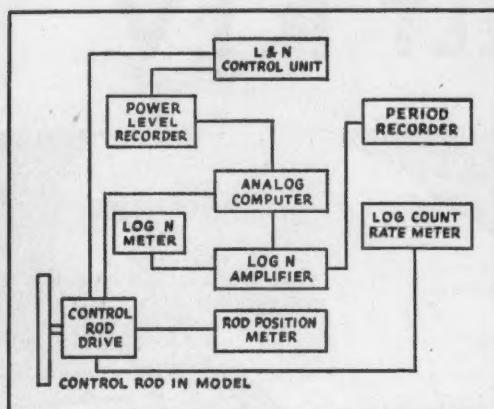 L & N
CONTROL UNIT
POWER
LEVEL
RECORDER
PERIOD
RECORDER
ANALOG
COMPUTER
LOG N
METER
LOG COUNT
RATE METER
LOG N
AMPLIFIER
CONTROL
ROD
DRIVE
ROD POSITION
METER
CONTROL ROD IN MODEL